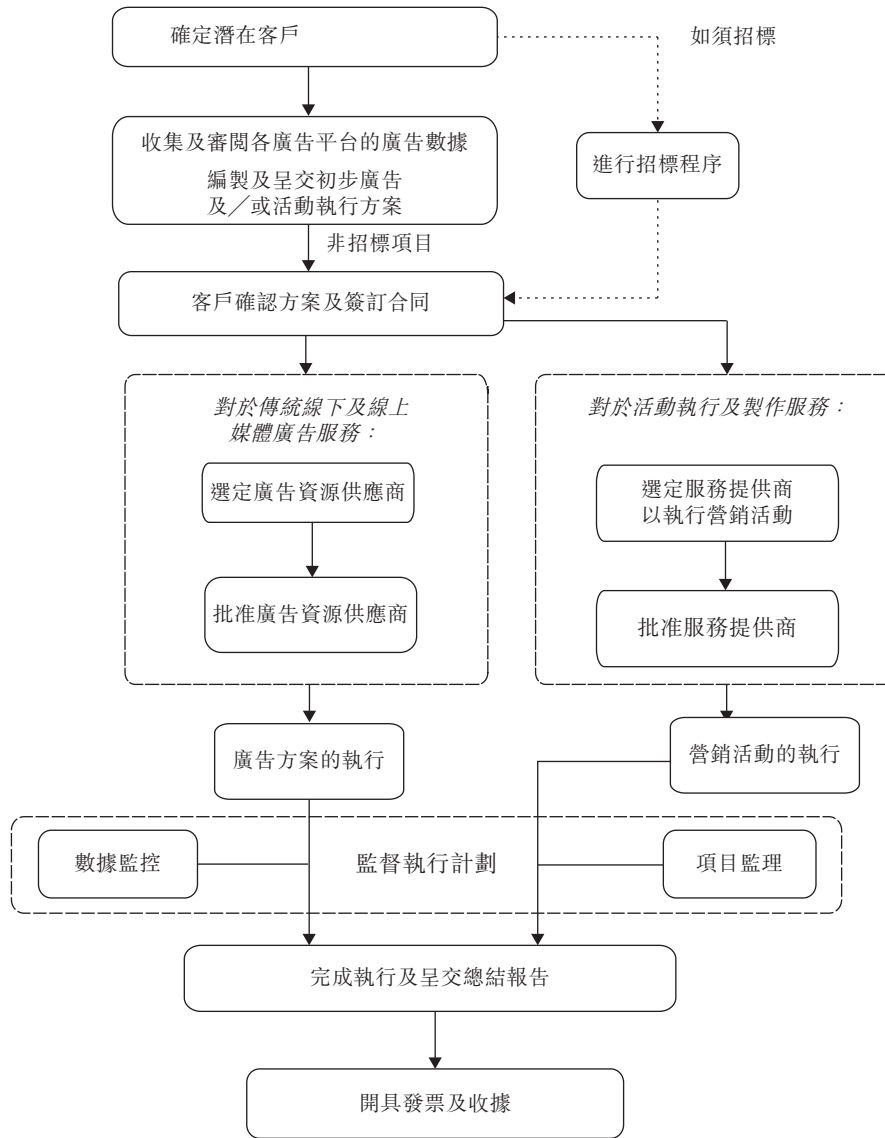 確定潛在客戶
如須招標
收集及審閱各廣告平台的廣告數據
編製及呈交初步廣告
及／或活動執行方案
進行招標程序
非招標項目
客戶確認方案及簽訂合同
對於傳統線下及線上
媒體廣告服務：
對於活動執行及製作服務：
選定廣告資源供應商
選定服務提供商
以執行營銷活動
批准廣告資源供應商
批准服務提供商
廣告方案的執行
營銷活動的執行
數據監控
監督執行計劃
項目監理
完成執行及呈交總結報告
開具發票及收據